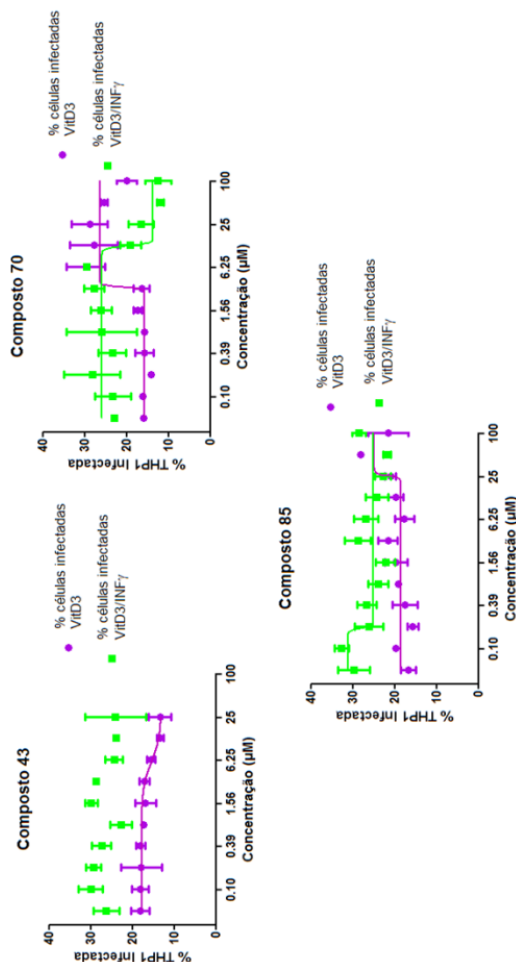 Composto 43
% células infectadas
VitD3
% células infectadas
VitD3/INFγ
% THP1 Infectada
40
30
20
10
0
0.10
0.39
1.56
6.25
25
100
Concentração (µM)
Composto 70
% células infectadas
VitD3
% células infectadas
VitD3/INFγ
% THP1 Infectada
40
30
20
10
0
0.10
0.39
1.56
6.25
25
100
Concentração (µM)
Composto 85
% células infectadas
VitD3
% células infectadas
VitD3/INFγ
% THP1 Infectada
40
30
20
10
0
0.10
0.39
1.56
6.25
25
100
Concentração (µM)